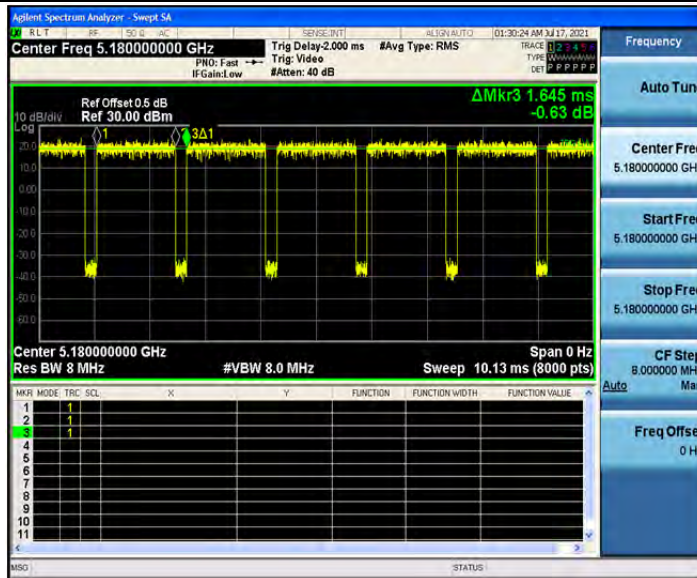 Agilent Spectrum Analyzer - Swept SA
R L T RF 50 Ω AC SENSE:INT ALIGN AUTO 01:30:24 AM Jul 17, 2021
Center Freq 5.180000000 GHz
Trig Delay-2.000 ms #Avg Type: RMS
TRACE 1 2 3 4 5 6
PNO: Fast Trig: Video
TYPE
IFGain:Low #Atten: 40 dB
DET P P P P P P
Ref Offset 0.5 dB
ΔMkr3 1.645 ms
10 dB/div Ref 30.00 dBm
-0.63 dB
Log
1
3Δ1
20.0
10.0
0.00
-10.0
-20.0
-30.0
-40.0
-50.0
-60.0
Center 5.180000000 GHz
Span 0 Hz
Res BW 8 MHz
#VBW 8.0 MHz
Sweep 10.13 ms (8000 pts)
MKR MODE TRC SCL X Y FUNCTION FUNCTION WIDTH FUNCTION VALUE
1 1
2 1
3 1
4
5
6
7
8
9
10
11
MSG STATUS
Frequency
Auto Tun
Center Fre
5.180000000 GH
Start Fre
5.180000000 GH
Stop Fre
5.180000000 GH
CF Step
8.000000 MH
Auto Ma
Freq Offse
0 H